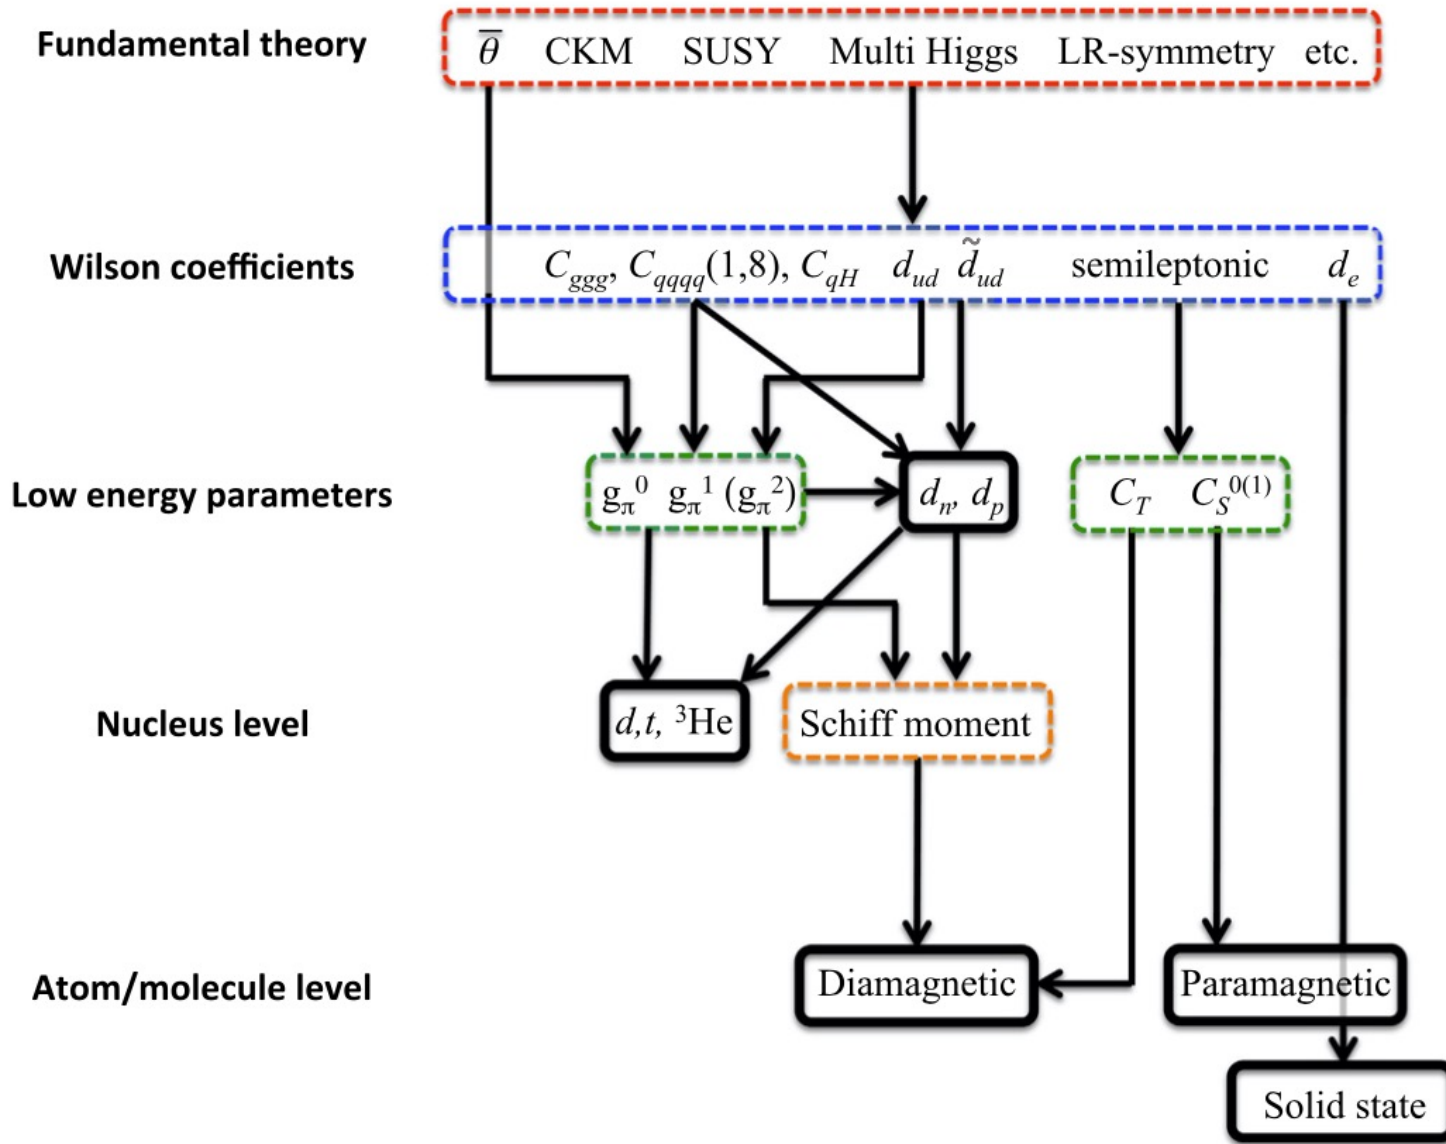 Fundamental theory θ̅ CKM SUSY Multi Higgs LR-symmetry etc.
Wilson coefficients C_ggg, C_qqqq(1,8), C_qH d_ud d̃_ud semileptonic d_e
Low energy parameters g_π^0 g_π^1 (g_π^2) d_n, d_p C_T C_S^0(1)
Nucleus level d,t, ³He Schiff moment
Atom/molecule level Diamagnetic Paramagnetic
Solid state